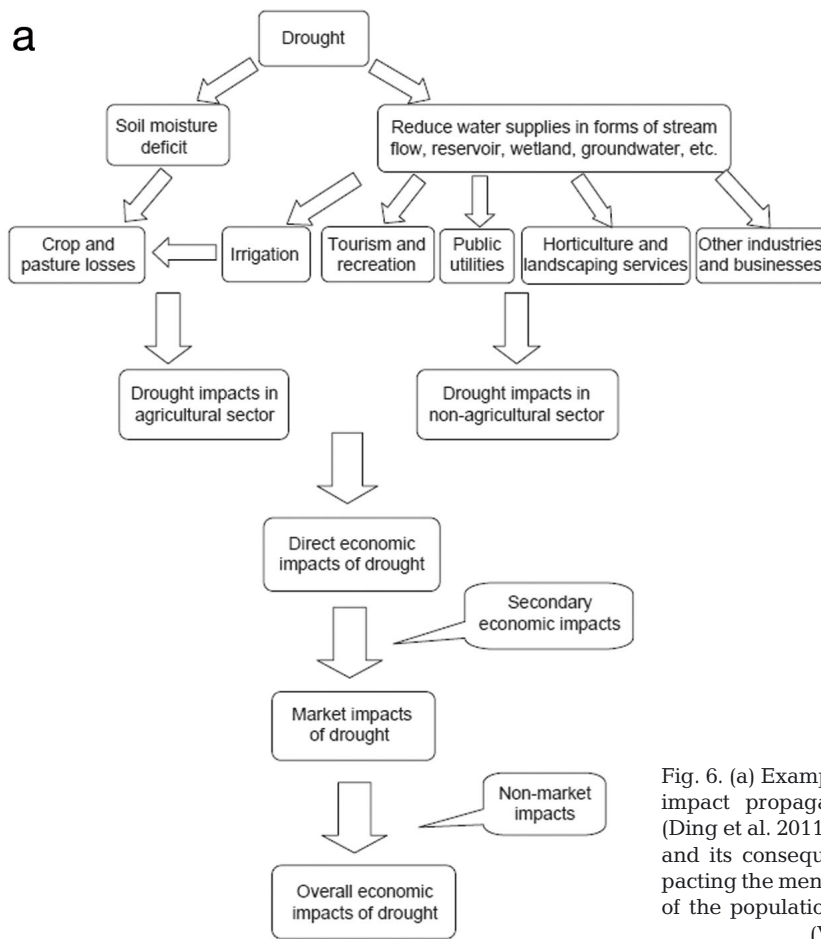 a
Drought
Soil moisture
deficit
Reduce water supplies in forms of stream
flow, reservoir, wetland, groundwater, etc.
Crop and
pasture losses
Irrigation
Tourism and
recreation
Public
utilities
Horticulture and
landscaping services
Other industries
and businesses
Drought impacts in
agricultural sector
Drought impacts in
non-agricultural sector
Direct economic
impacts of drought
Secondary
economic impacts
Market impacts
of drought
Non-market
impacts
Overall economic
impacts of drought
Fig. 6. (a) Examp
impact propaga
(Ding et al. 2011
and its consequ
pacting the men
of the population
(V